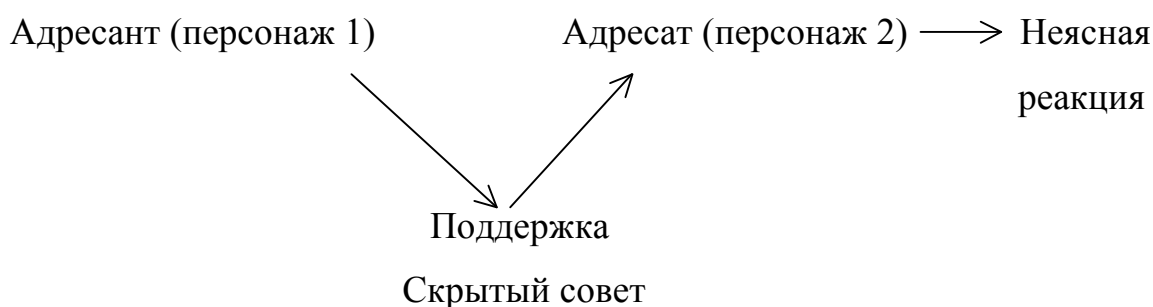 Адресант (персонаж 1) Адресат (персонаж 2) Неясная
реакция
Поддержка
Скрытый совет